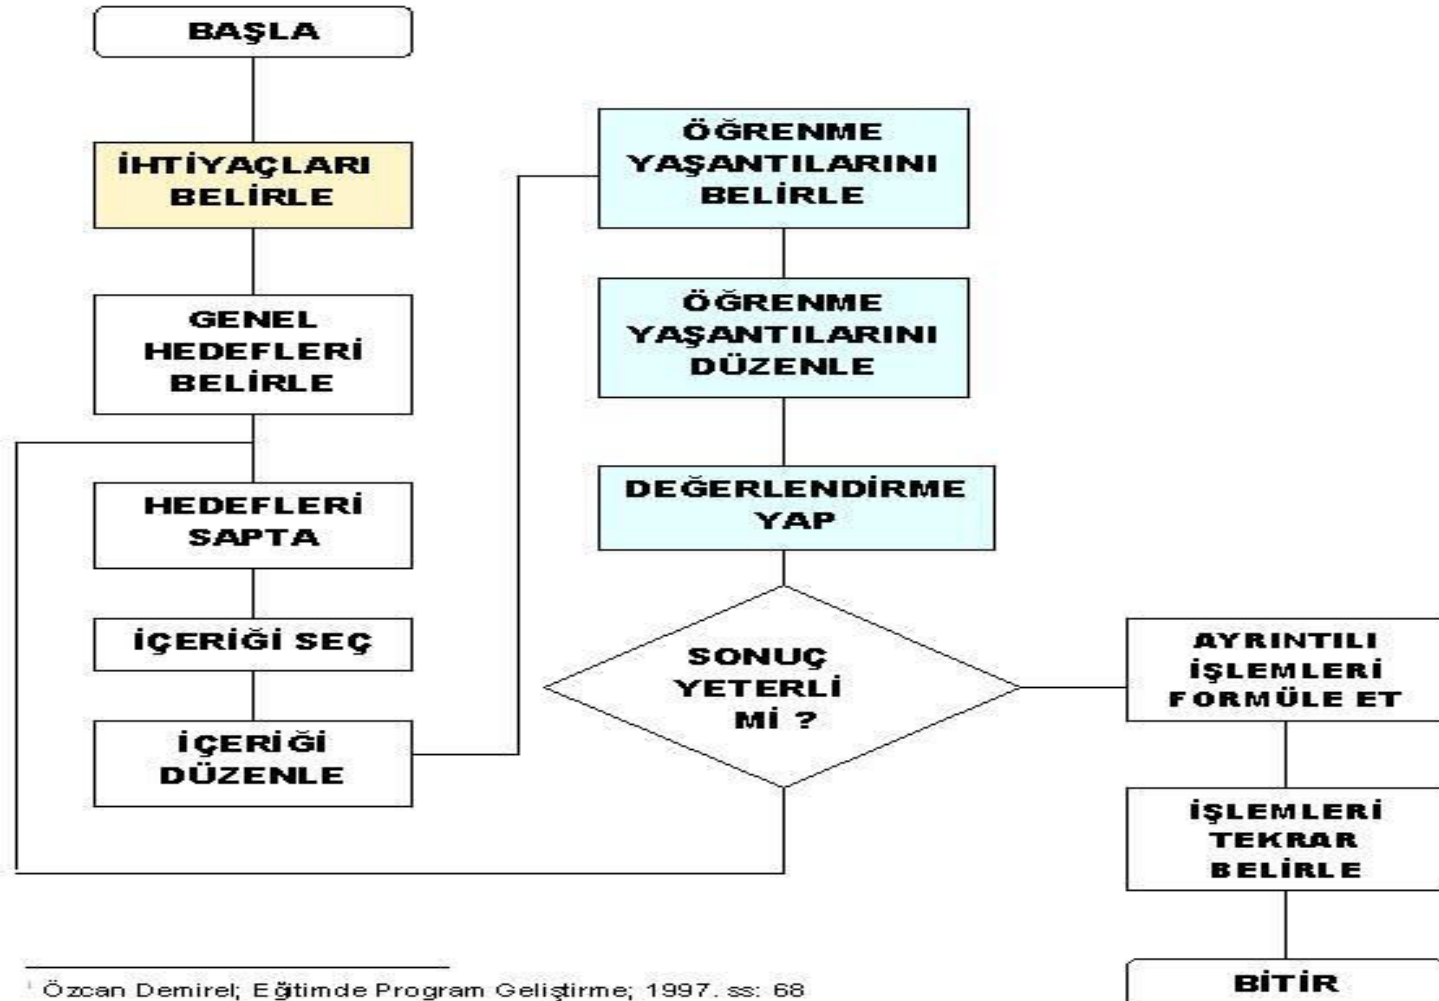 BAŞLA
İHTİYAÇLARI
BELİRLE
GENEL
HEDEFLERİ
BELİRLE
HEDEFLERİ
SAPTA
İÇERİĞİ SEÇ
İÇERİĞİ
DÜZENLE
ÖĞRENME
YAŞANTILARINI
BELİRLE
ÖĞRENME
YAŞANTILARINI
DÜZENLE
DEĞERLENDİRME
YAP
SONUÇ
YETERLİ
Mİ ?
AYRINTILI
İŞLEMLERİ
FORMÜLE ET
İŞLEMLERİ
TEKRAR
BELİRLE
BİTİR
Özcan Demirel; Eğitimde Program Geliştirme; 1997. ss: 68